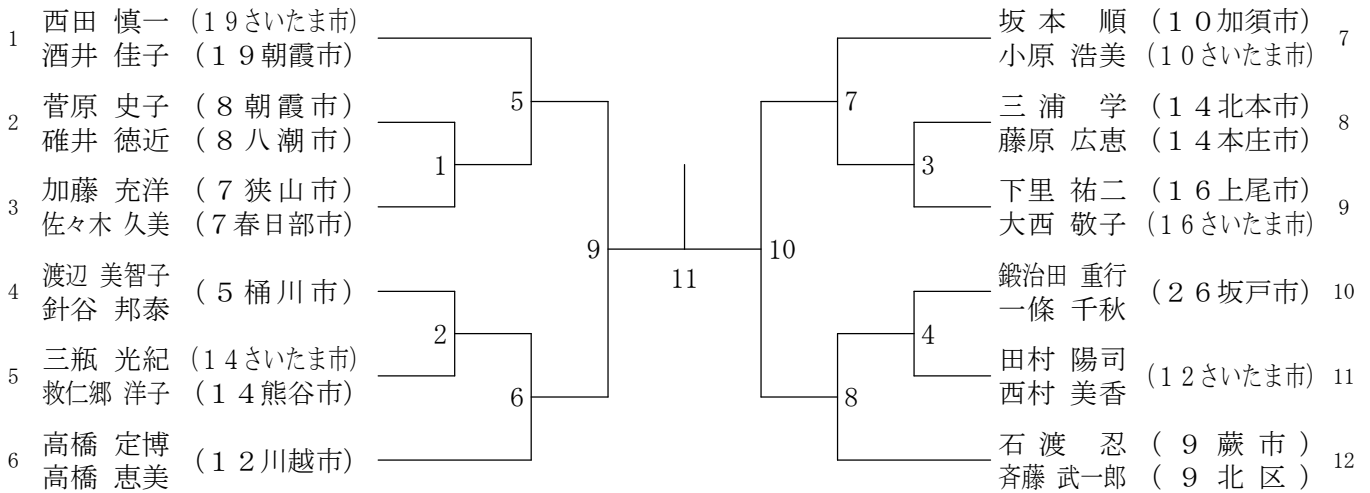 1 西田 慎一 (19さいたま市)
酒井 佳子 (19朝霞市)
2 菅原 史子 (8朝霞市)
碓井 徳近 (8八潮市)
3 加藤 充洋 (7狭山市)
佐々木 久美 (7春日部市)
4 渡辺 美智子 (5桶川市)
針谷 邦泰
5 三瓶 光紀 (14さいたま市)
救仁郷 洋子 (14熊谷市)
6 高橋 定博 (12川越市)
高橋 恵美
5
1
9
2
6
11
7
3
10
4
8
坂本 順 (10加須市) 7
小原 浩美 (10さいたま市)
三浦 学 (14北本市) 8
藤原 広恵 (14本庄市)
下里 祐二 (16上尾市) 9
大西 敬子 (16さいたま市)
鍛治田 重行 (26坂戸市) 10
一條 千秋
田村 陽司 (12さいたま市) 11
西村 美香
石渡 忍 (9蕨市) 12
斉藤 武一郎 (9北区)